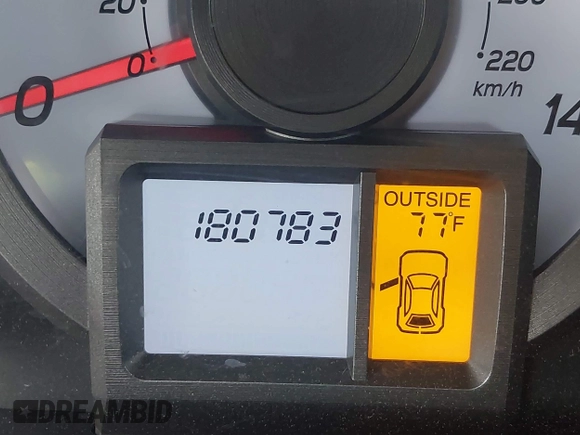 20
0
0
220
km/h
14
180783
OUTSIDE
77°F
DREAMBID